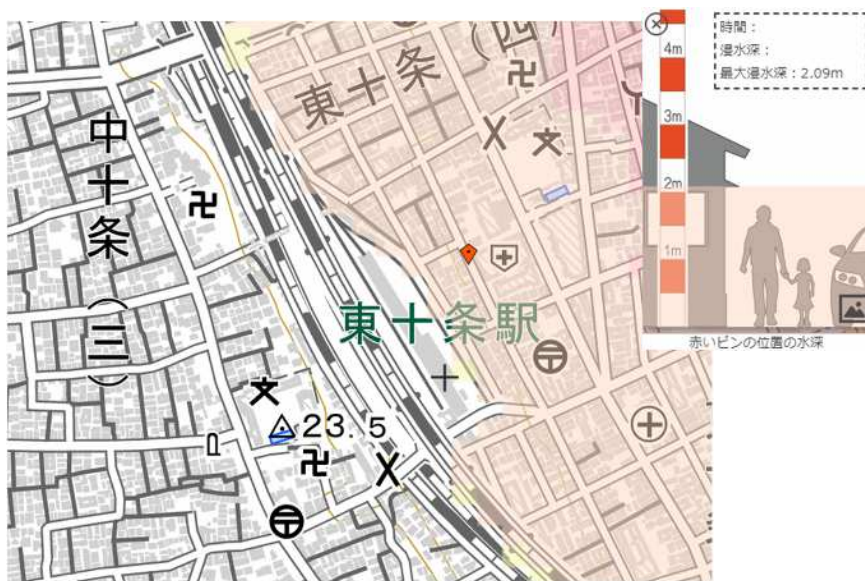 東十条(四)
中十条(三)
東十条駅
23.5
4m
3m
2m
1m
時間：
浸水深：
最大浸水深：2.09m
赤いピンの位置の水深